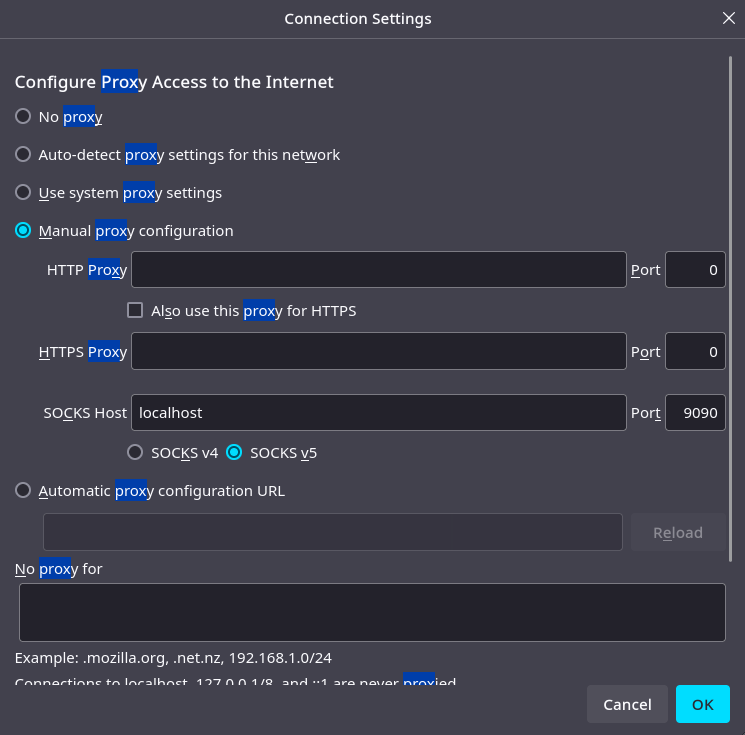 Connection Settings
Configure Proxy Access to the Internet
No proxy
Auto-detect proxy settings for this network
Use system proxy settings
Manual proxy configuration
HTTP Proxy Port 0
Also use this proxy for HTTPS
HTTPS Proxy Port 0
SOCKS Host localhost Port 9090
SOCKS v4 SOCKS v5
Automatic proxy configuration URL
Reload
No proxy for
Example: .mozilla.org, .net.nz, 192.168.1.0/24
Connections to localhost, 127.0.0.1/8, and ::1 are never proxied
Cancel OK